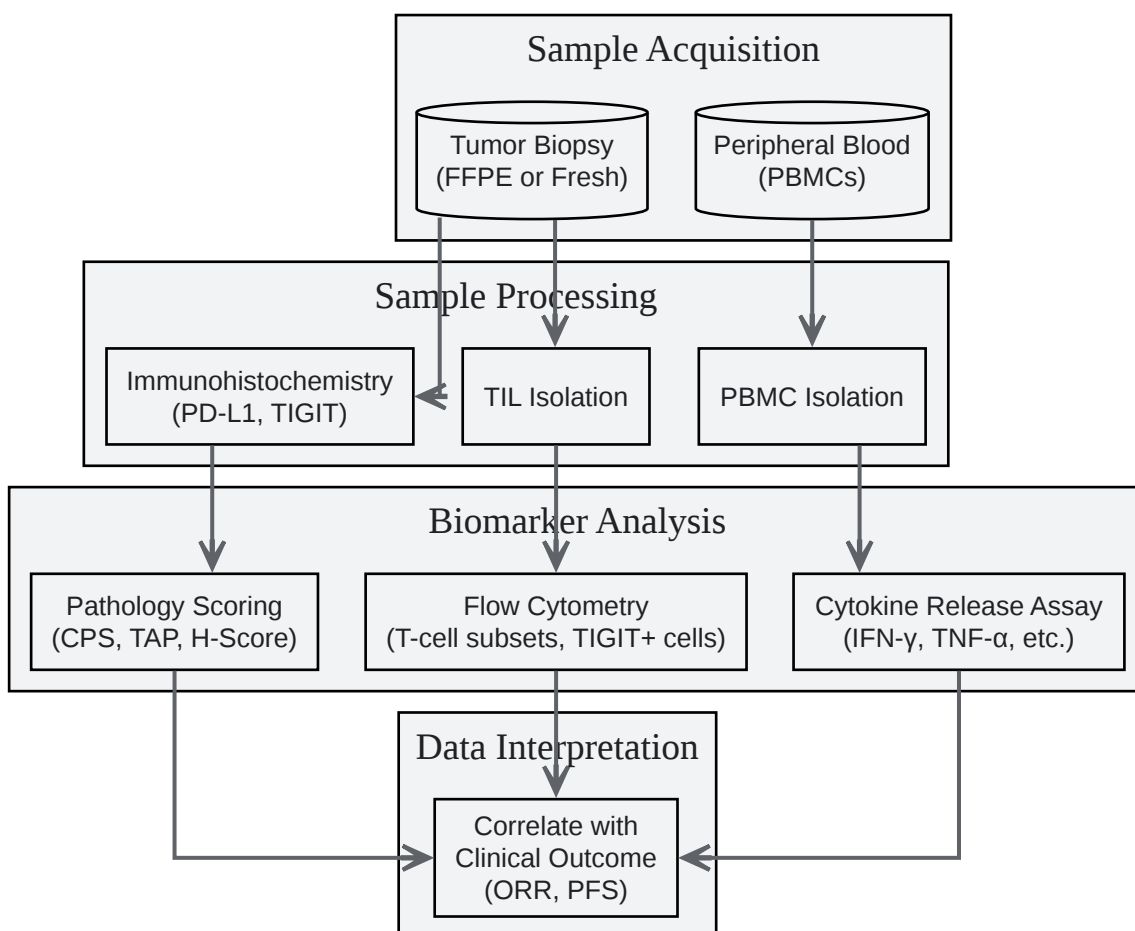 Sample Acquisition
Tumor Biopsy
(FFPE or Fresh)
Peripheral Blood
(PBMCs)
Sample Processing
Immunohistochemistry
(PD-L1, TIGIT)
TIL Isolation
PBMC Isolation
Biomarker Analysis
Pathology Scoring
(CPS, TAP, H-Score)
Flow Cytometry
(T-cell subsets, TIGIT+ cells)
Cytokine Release Assay
(IFN-γ, TNF-α, etc.)
Data Interpretation
Correlate with
Clinical Outcome
(ORR, PFS)